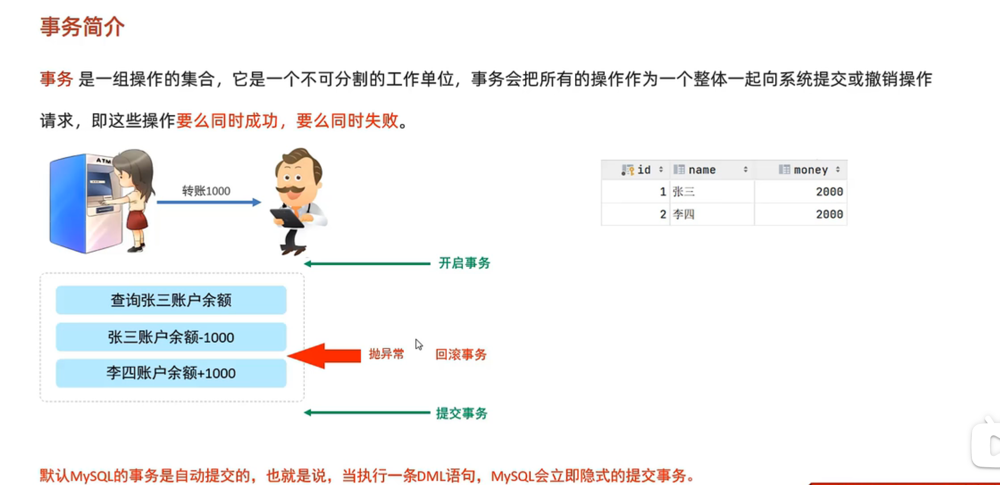 事务简介
事务 是一组操作的集合，它是一个不可分割的工作单位，事务会把所有的操作作为一个整体一起向系统提交或撤销操作
请求，即这些操作要么同时成功，要么同时失败。
ATM
转账1000
id name money
1 张三 2000
2 李四 2000
开启事务
查询张三账户余额
张三账户余额-1000
抛异常 回滚事务
李四账户余额+1000
提交事务
默认MySQL的事务是自动提交的，也就是说，当执行一条DML语句，MySQL会立即隐式的提交事务。